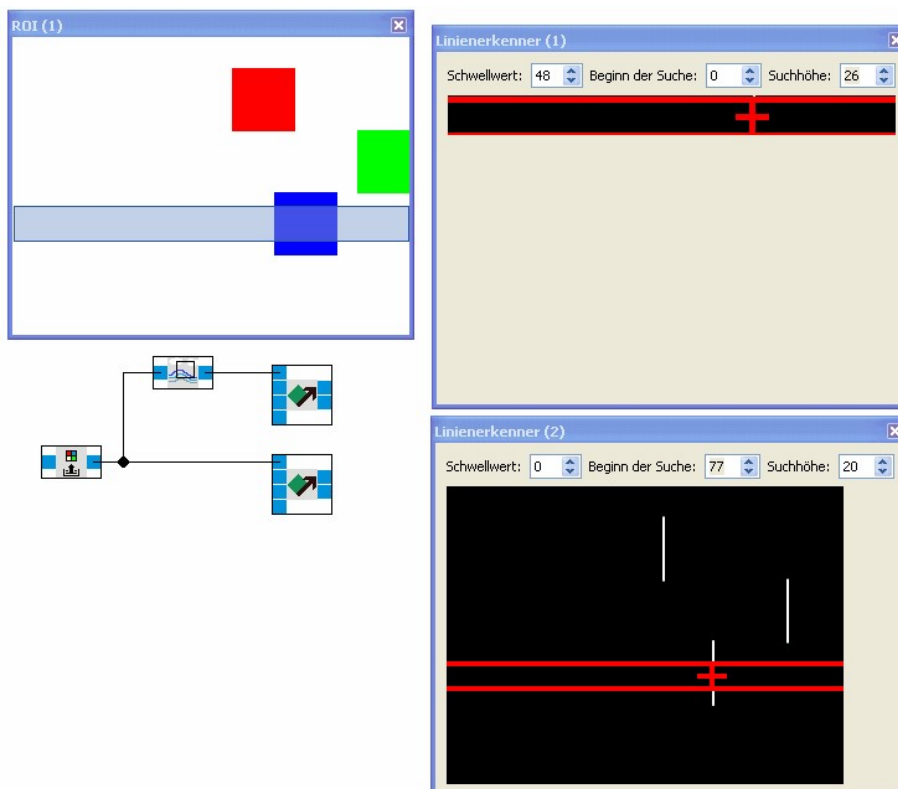 ROI (1)
Linienerkenner (1)
Schwellwert: 48 Beginn der Suche: 0 Suchhöhe: 26
Linienerkenner (2)
Schwellwert: 0 Beginn der Suche: 77 Suchhöhe: 20